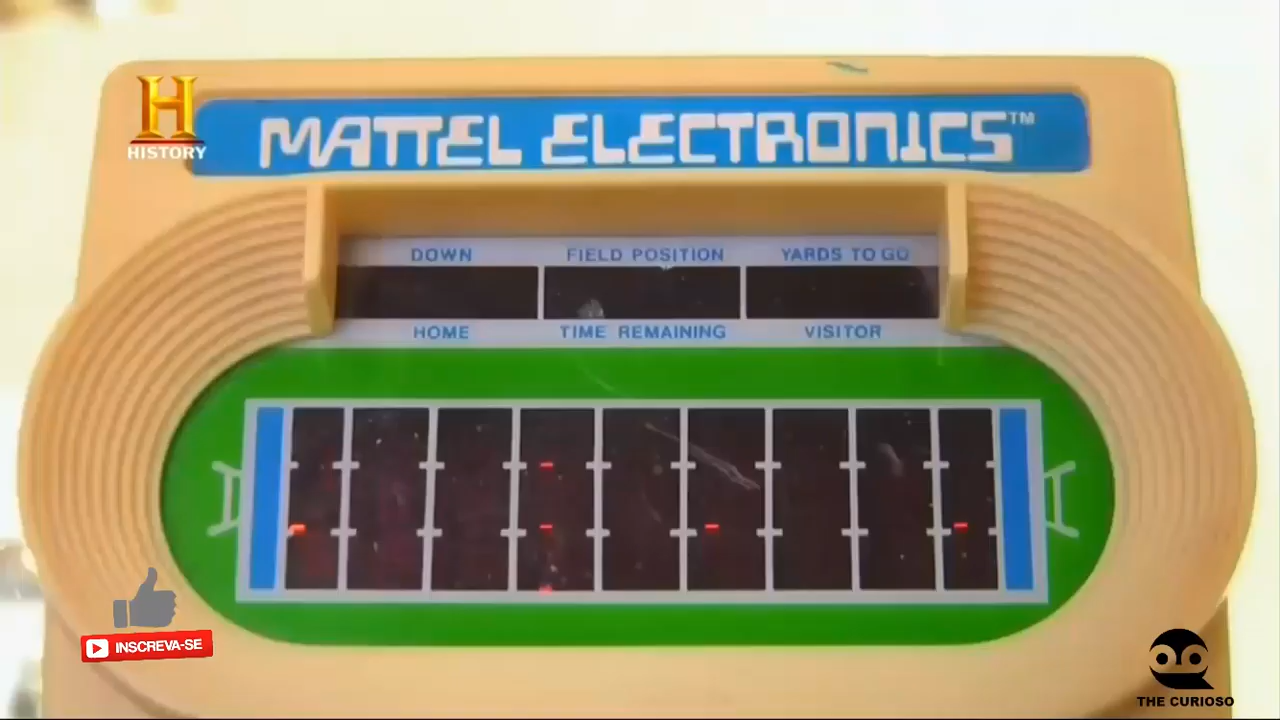 MATTEL ELECTRONICS™
H
HISTORY
DOWN FIELD POSITION YARDS TO GO
HOME TIME REMAINING VISITOR
INSCREVA-SE
THE CURIOSO